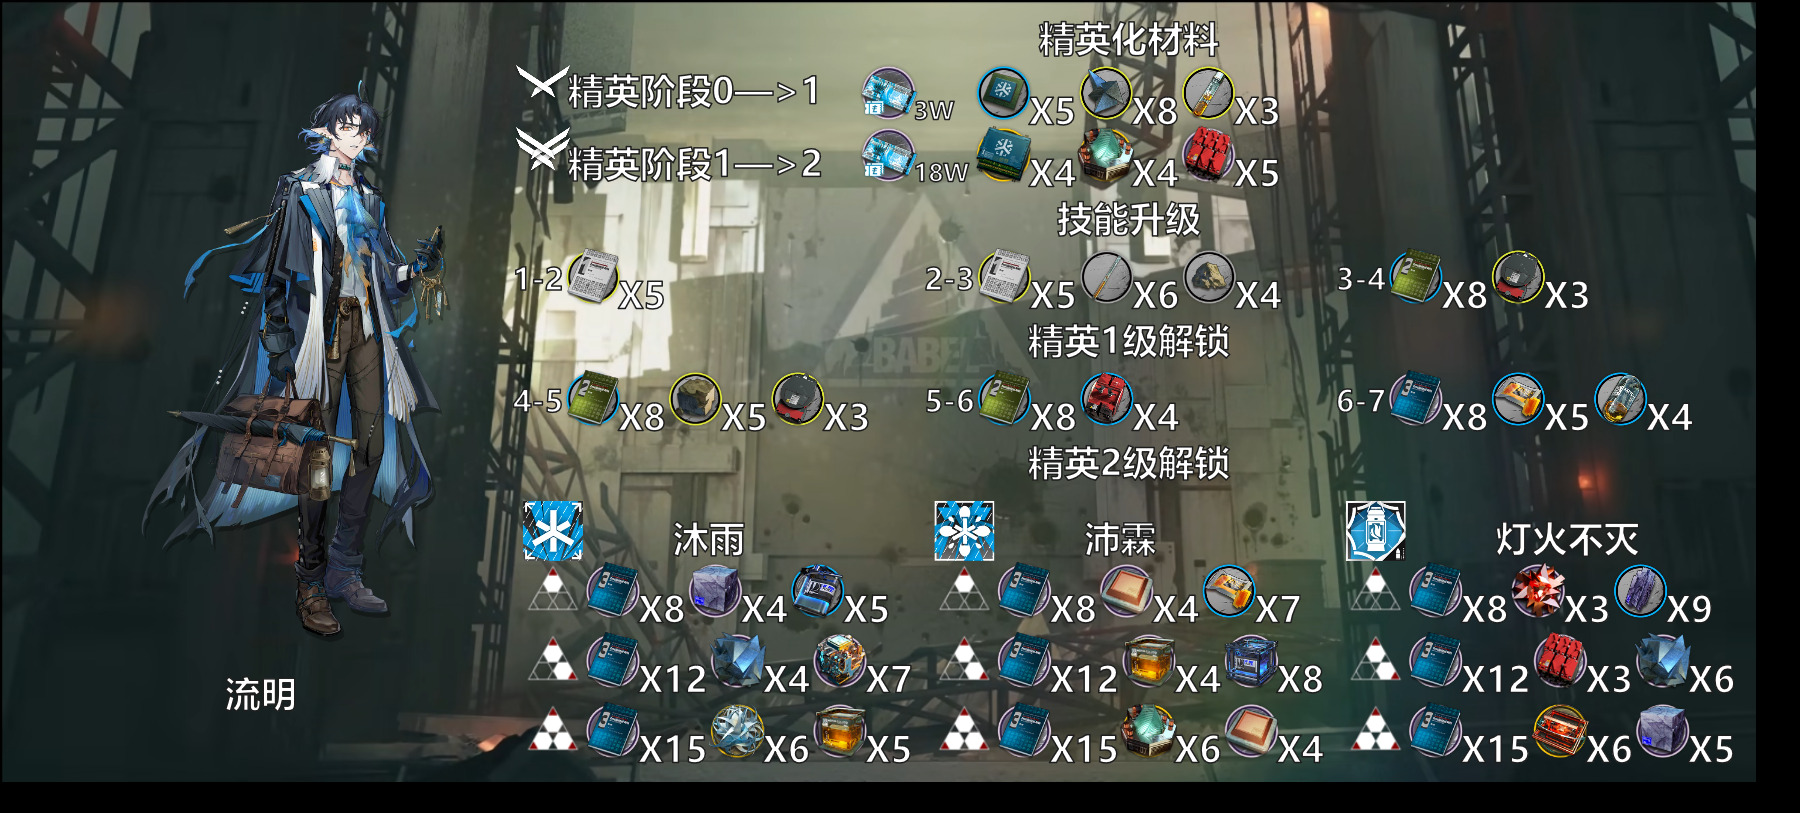 精英化材料
精英阶段0—>1 3W X5 X8 X3
精英阶段1—>2 18W X4 X4 X5
技能升级
1-2 X5 2-3 X5 X6 X4 3-4 X8 X3
BABEL
精英1级解锁
4-5 X8 X5 X3 5-6 X8 X4 6-7 X8 X5 X4
精英2级解锁
沐雨 沛霖 灯火不灭
X8 X4 X5 X8 X4 X7 X8 X3 X9
X12 X4 X7 X12 X4 X8 X12 X3 X6
流明
X15 X6 X5 X15 X6 X4 X15 X6 X5